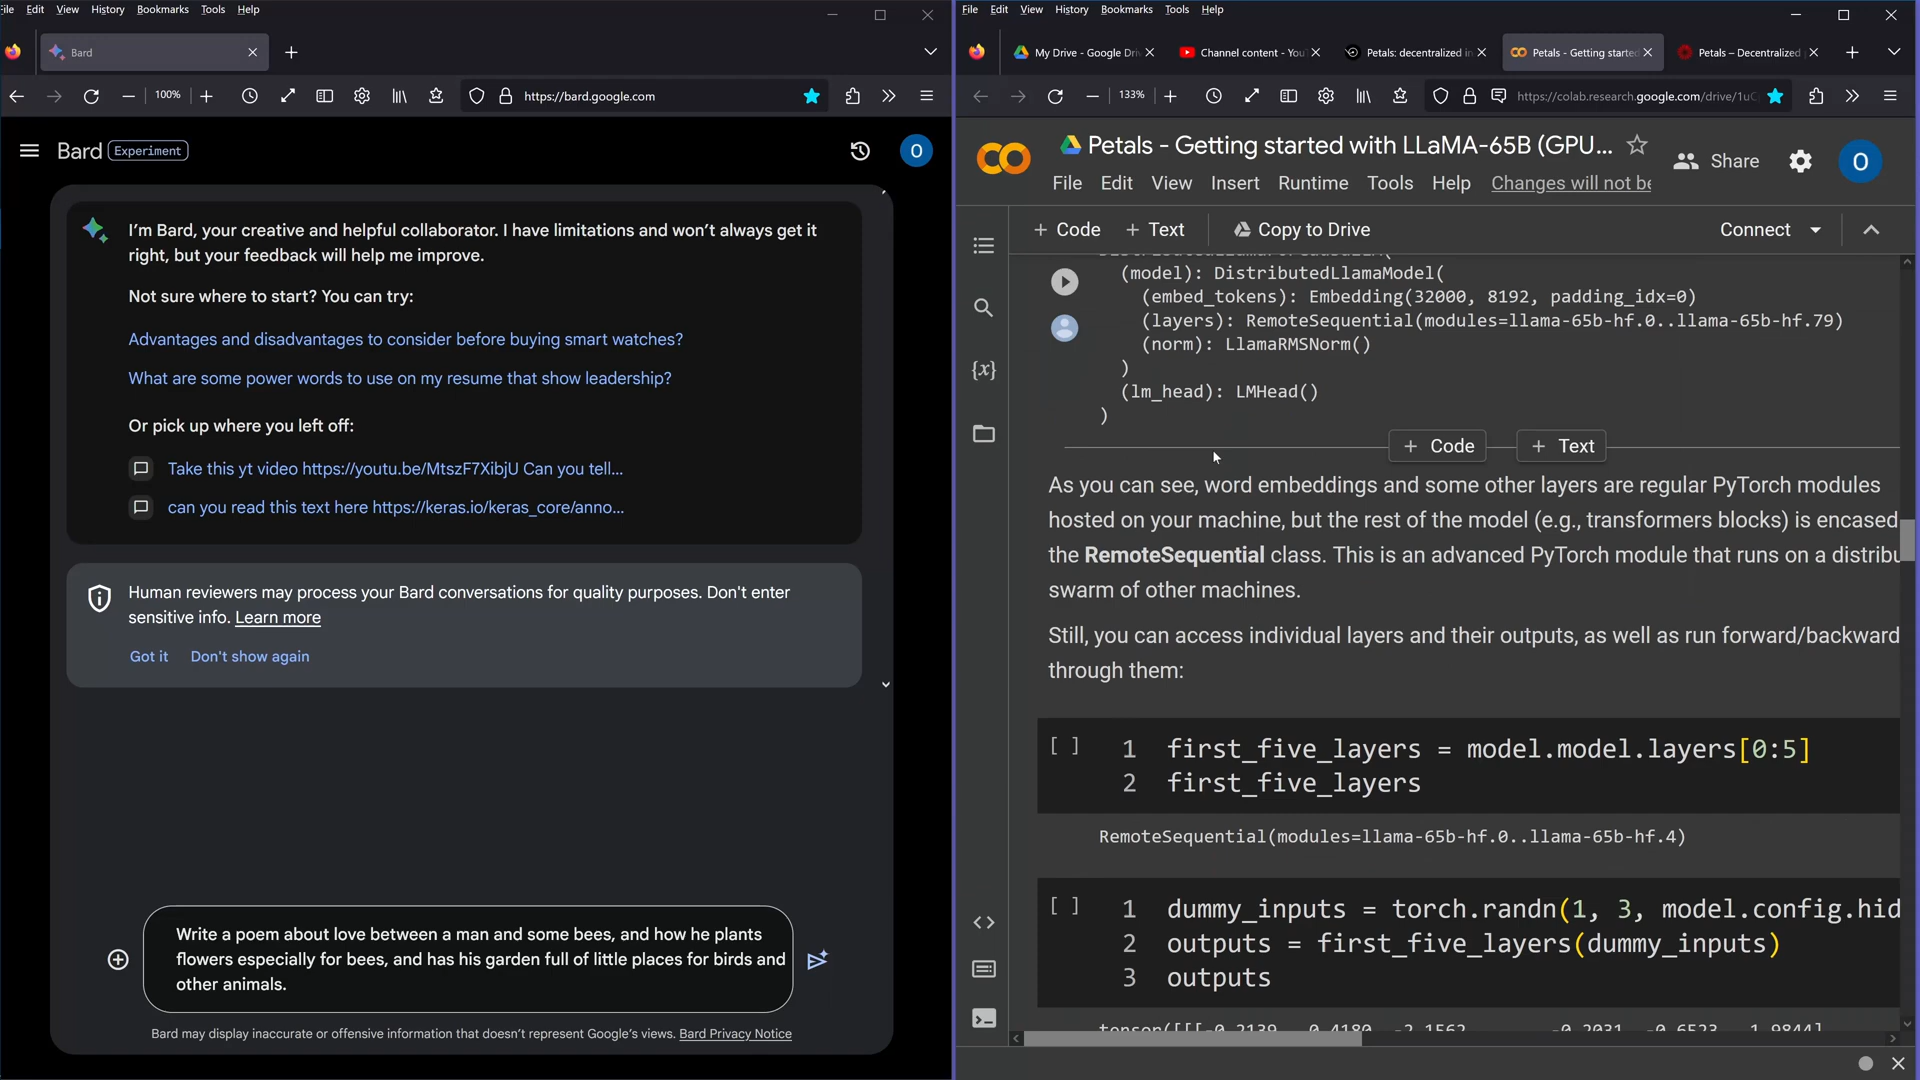 File Edit View History Bookmarks Tools Help
Bard
100%
https://bard.google.com
Bard Experiment
O
I'm Bard, your creative and helpful collaborator. I have limitations and won't always get it
right, but your feedback will help me improve.
Not sure where to start? You can try:
Advantages and disadvantages to consider before buying smart watches?
What are some power words to use on my resume that show leadership?
Or pick up where you left off:
Take this yt video https://youtu.be/MtszF7XibjU Can you tell...
can you read this text here https://keras.io/keras_core/anno...
Human reviewers may process your Bard conversations for quality purposes. Don't enter
sensitive info. Learn more
Got it Don't show again
Write a poem about love between a man and some bees, and how he plants
flowers especially for bees, and has his garden full of little places for birds and
other animals.
Bard may display inaccurate or offensive information that doesn't represent Google's views. Bard Privacy Notice
File Edit View History Bookmarks Tools Help
My Drive - Google Dri
Channel content - You
Petals: decentralized in
Petals - Getting started
Petals – Decentralized
133%
https://colab.research.google.com/drive/1u
Petals - Getting started with LLaMA-65B (GPU...
Share
O
File Edit View Insert Runtime Tools Help Changes will not be
+ Code + Text Copy to Drive Connect
(model): DistributedLlamaModel(
(embed_tokens): Embedding(32000, 8192, padding_idx=0)
(layers): RemoteSequential(modules=llama-65b-hf.0..llama-65b-hf.79)
(norm): LlamaRMSNorm()
)
(lm_head): LMHead()
)
+ Code + Text
As you can see, word embeddings and some other layers are regular PyTorch modules
hosted on your machine, but the rest of the model (e.g., transformers blocks) is encased
the RemoteSequential class. This is an advanced PyTorch module that runs on a distribu
swarm of other machines.
Still, you can access individual layers and their outputs, as well as run forward/backward
through them:
[ ] 1 first_five_layers = model.model.layers[0:5]
2 first_five_layers
RemoteSequential(modules=llama-65b-hf.0..llama-65b-hf.4)
[ ] 1 dummy_inputs = torch.randn(1, 3, model.config.hid
2 outputs = first_five_layers(dummy_inputs)
3 outputs